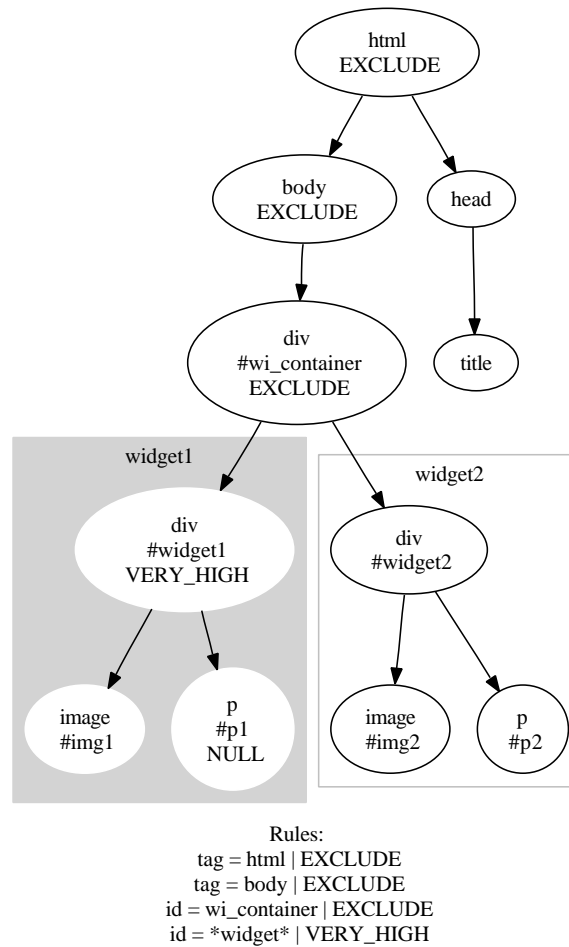 html
EXCLUDE
body
EXCLUDE
head
div
#wi_container
EXCLUDE
title
widget1
widget2
div
#widget1
VERY_HIGH
div
#widget2
image
#img1
p
#p1
NULL
image
#img2
p
#p2
Rules:
tag = html | EXCLUDE
tag = body | EXCLUDE
id = wi_container | EXCLUDE
id = *widget* | VERY_HIGH